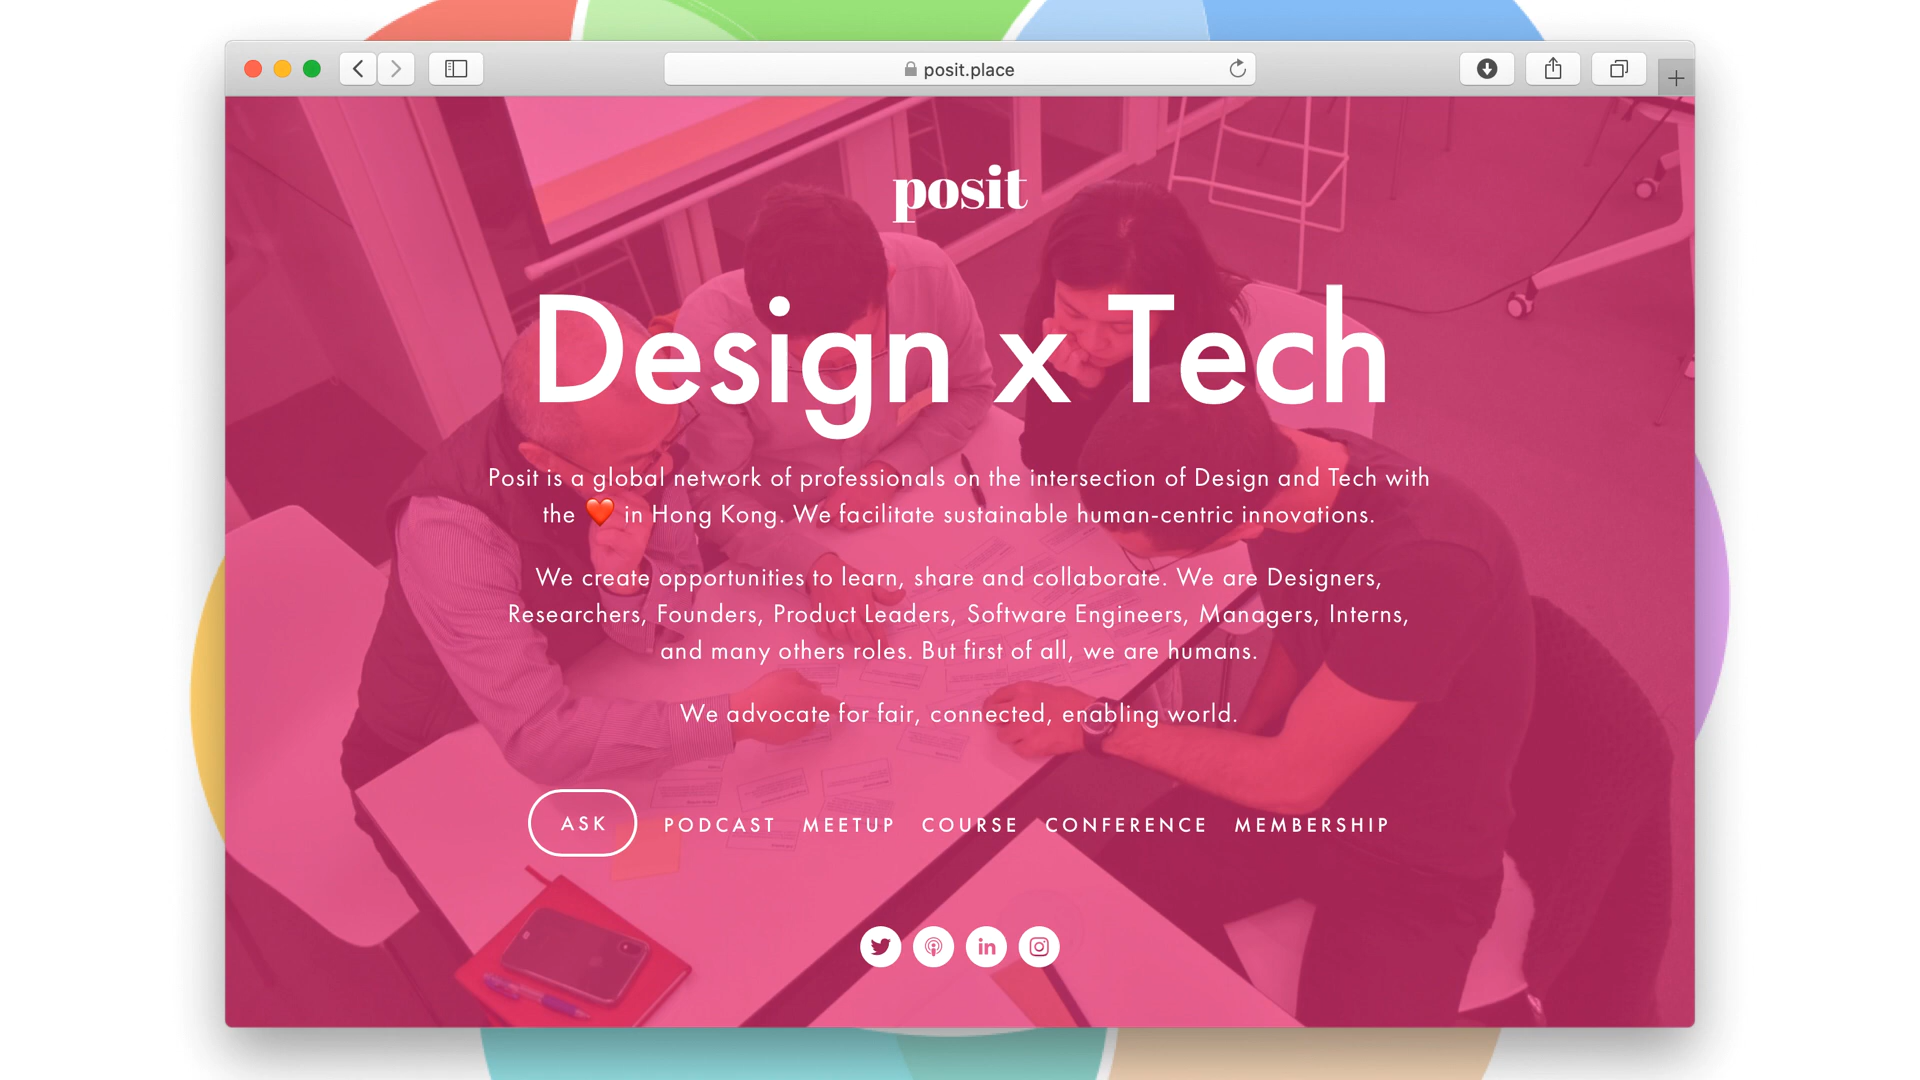 posit.place
posit
Design x Tech
Posit is a global network of professionals on the intersection of Design and Tech with
the ❤️ in Hong Kong. We facilitate sustainable human-centric innovations.
We create opportunities to learn, share and collaborate. We are Designers,
Researchers, Founders, Product Leaders, Software Engineers, Managers, Interns,
and many others roles. But first of all, we are humans.
We advocate for fair, connected, enabling world.
ASK PODCAST MEETUP COURSE CONFERENCE MEMBERSHIP
in